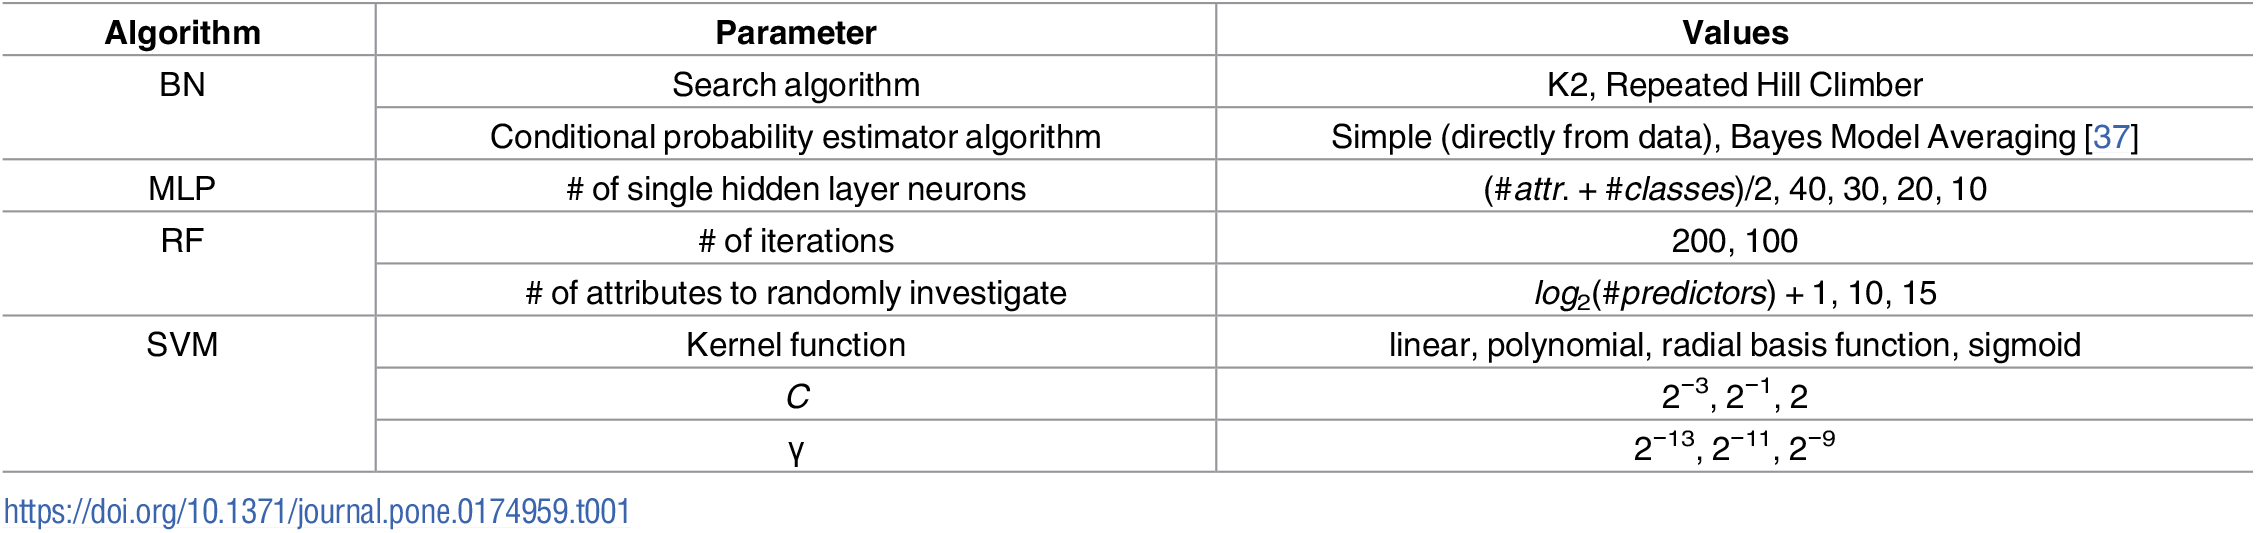 Algorithm Parameter Values
BN Search algorithm K2, Repeated Hill Climber
Conditional probability estimator algorithm Simple (directly from data), Bayes Model Averaging [37]
MLP # of single hidden layer neurons (#attr. + #classes)/2, 40, 30, 20, 10
RF # of iterations 200, 100
# of attributes to randomly investigate log₂(#predictors) + 1, 10, 15
SVM Kernel function linear, polynomial, radial basis function, sigmoid
C 2⁻³, 2⁻¹, 2
γ 2⁻¹³, 2⁻¹¹, 2⁻⁹
https://doi.org/10.1371/journal.pone.0174959.t001